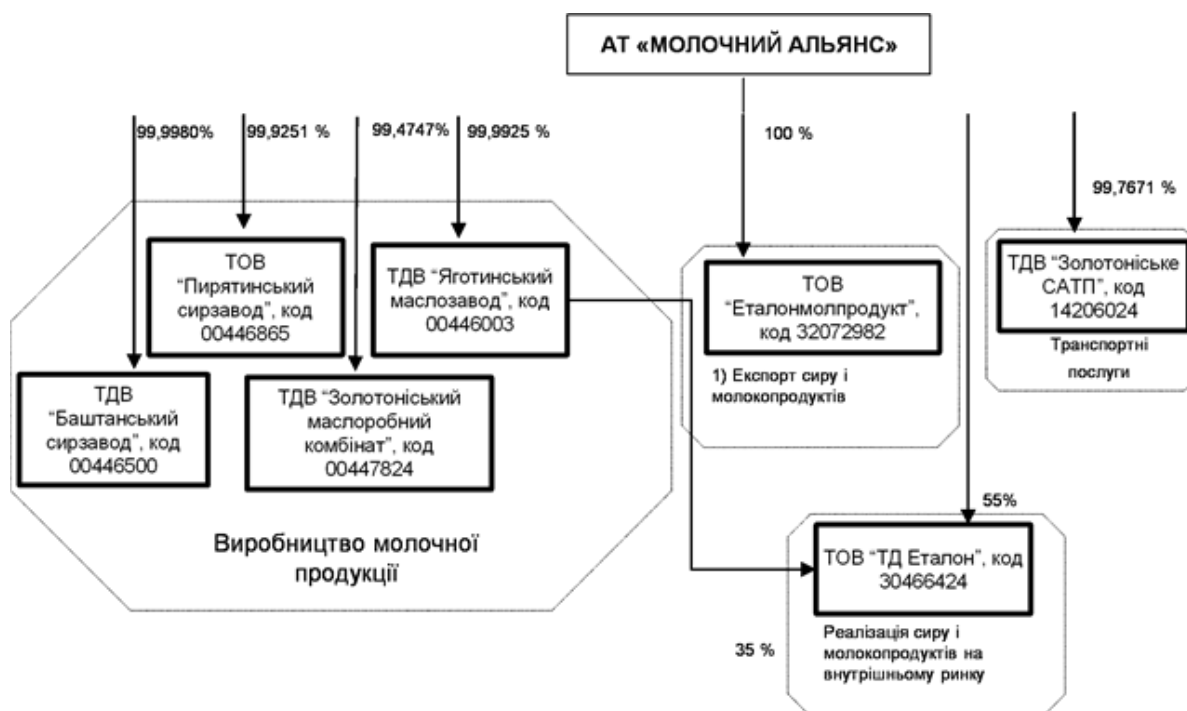 АТ «МОЛОЧНИЙ АЛЬЯНС»
99,9980%
99,9251 %
99,4747%
99,9925 %
100 %
99,7671 %
ТОВ
“Пирятинський
сирзавод”, код
00446865
ТДВ “Яготинський
маслозавод”, код
00446003
ТОВ
“Еталонмолпродукт”,
код 32072982
1) Експорт сиру і
молокопродуктів
ТДВ “Золотоніське
САТП”, код
14206024
Транспортні
послуги
ТДВ
“Баштанський
сирзавод”, код
00446500
ТДВ “Золотоніський
маслоробний
комбінат”, код
00447824
Виробництво молочної
продукції
55%
ТОВ “ТД Еталон”, код
30466424
35 %
Реалізація сиру і
молокопродуктів на
внутрішньому ринку